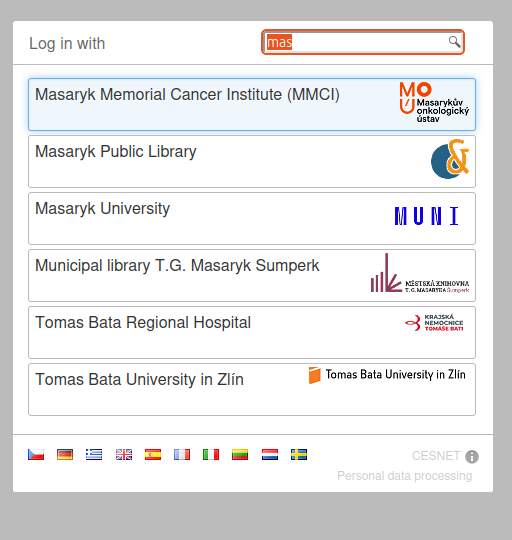 Log in with
mas
Masaryk Memorial Cancer Institute (MMCI)
MO
U
Masarykův
onkologický
ústav
Masaryk Public Library
&
Masaryk University
MUNI
Municipal library T.G. Masaryk Sumperk
MĚSTSKÁ KNIHOVNA
T. G. MASARYKA Šumperk
Tomas Bata Regional Hospital
KRAJSKÁ
NEMOCNICE
TOMÁŠE BATI
Tomas Bata University in Zlín
Tomas Bata University in Zlín
CESNET i
Personal data processing